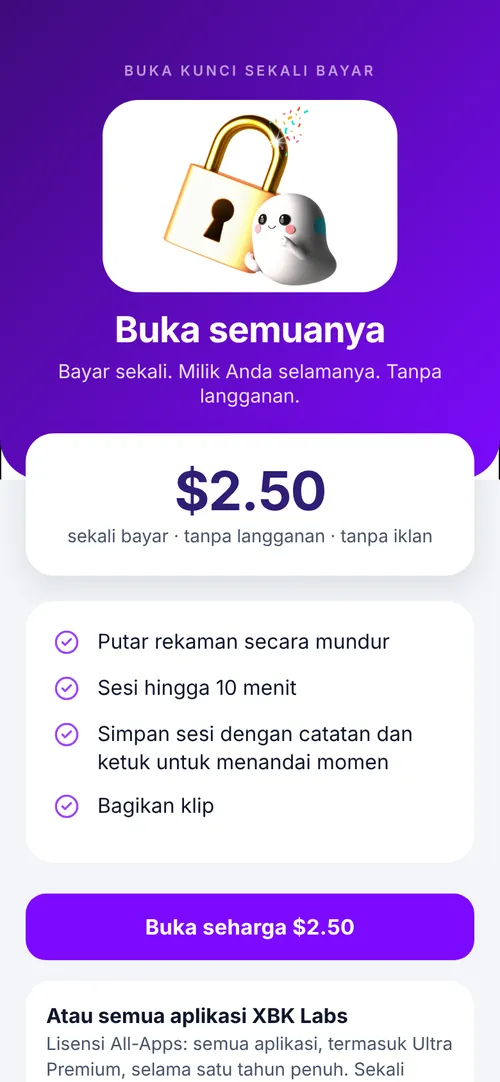 BUKA KUNCI SEKALI BAYAR
Buka semuanya
Bayar sekali. Milik Anda selamanya. Tanpa
langganan.
$2.50
sekali bayar · tanpa langganan · tanpa iklan
Putar rekaman secara mundur
Sesi hingga 10 menit
Simpan sesi dengan catatan dan
ketuk untuk menandai momen
Bagikan klip
Buka seharga $2.50
Atau semua aplikasi XBK Labs
Lisensi All-Apps: semua aplikasi, termasuk Ultra
Premium, selama satu tahun penuh. Sekali